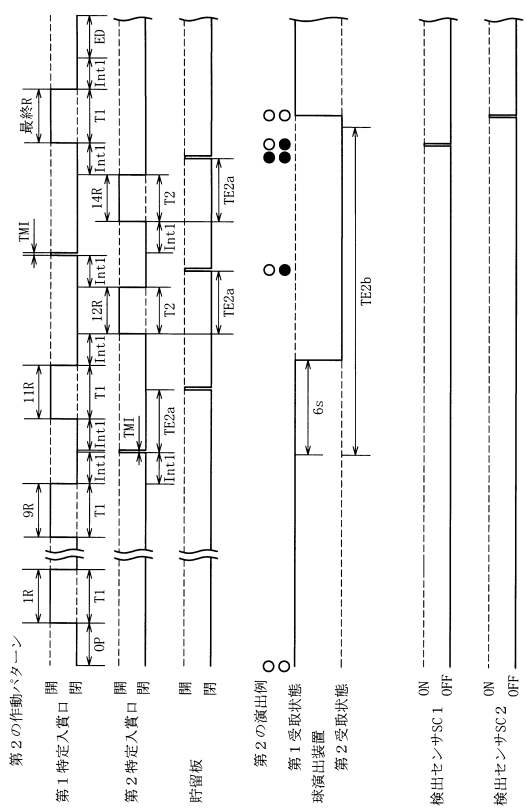 第2の作動パターン
1R
9R
11R
最終R
第1特定入賞口
開
閉
OP
T1
T1
Int1
Int1
T1
Int1
Int1
TMI
Int1
T1
Int1
ED
12R
14R
第2特定入賞口
開
閉
Int1
TMI
T2
Int1
T2
貯留板
開
閉
TE2a
TE2a
TE2a
第2の演出例
第1受取状態
球演出装置
第2受取状態
6s
TE2b
検出センサSC1
ON
OFF
検出センサSC2
ON
OFF